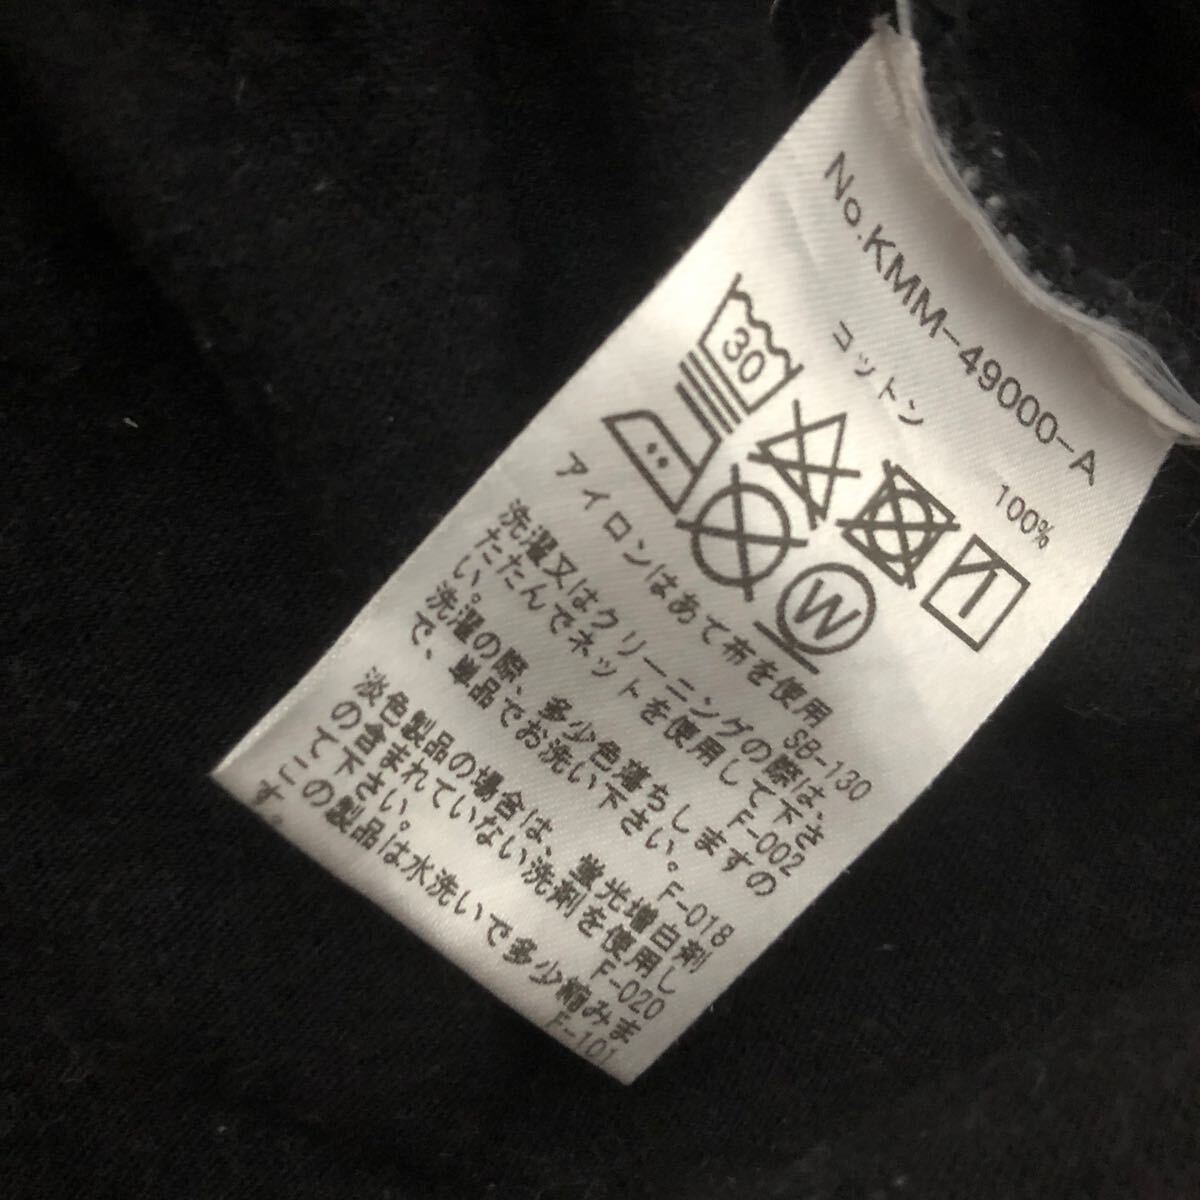 No.KMM-49000-A
コットン 100%
30
W
アイロンはあて布を使用
SB-130
洗濯又はクリーニングの際は、
たたんでネットを使用して下さ
い。 F-002
洗濯の際、多少色落ちしますの
で、単品でお洗い下さい。
F-018
淡色製品の場合は、蛍光増白剤
の含まれていない洗剤を使用し
て下さい。 F-020
この製品は水洗いで多少縮みま
す。 F-101